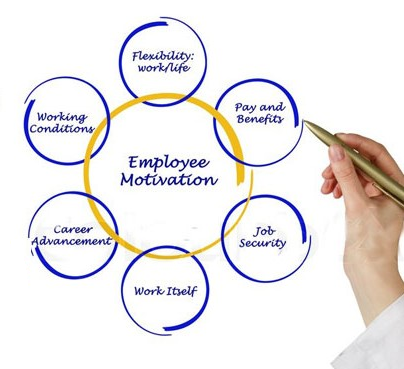 Flexibility:
work/life
Pay and
Benefits
Working
Conditions
Employee
Motivation
Career
Advancement
Job
Security
Work Itself